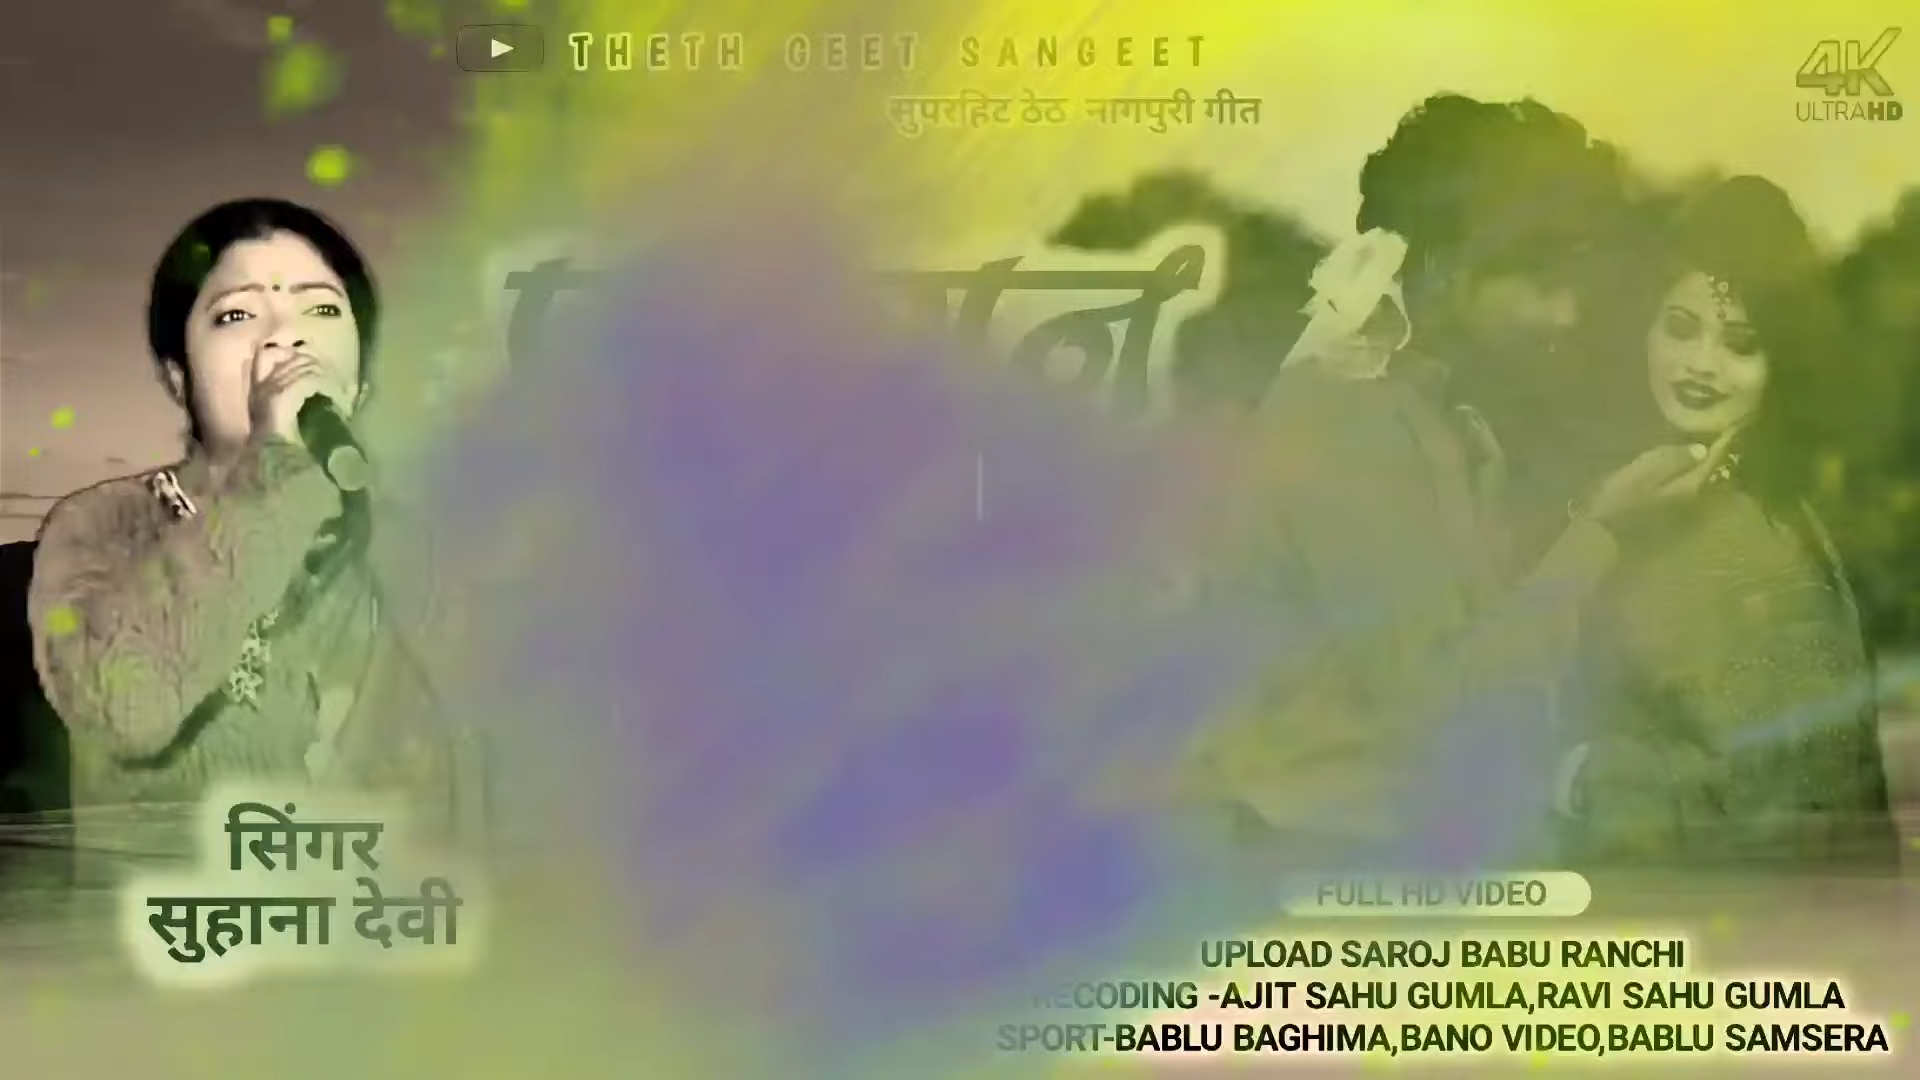 THETH GEET SANGEET
4K
ULTRAHD
सुपरहिट ठेठ नागपुरी गीत
सिंगर
सुहाना देवी
FULL HD VIDEO
UPLOAD SAROJ BABU RANCHI
RECODING -AJIT SAHU GUMLA,RAVI SAHU GUMLA
SPORT-BABLU BAGHIMA,BANO VIDEO,BABLU SAMSERA